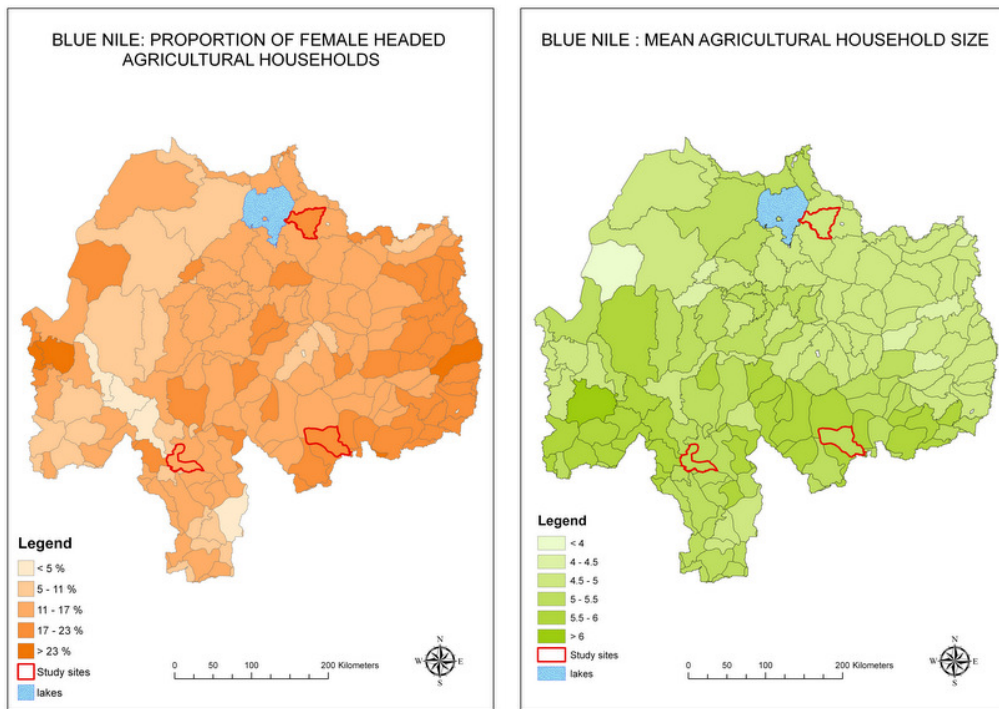 BLUE NILE: PROPORTION OF FEMALE HEADED
AGRICULTURAL HOUSEHOLDS
Legend
< 5 %
5 - 11 %
11 - 17 %
17 - 23 %
> 23 %
Study sites
lakes
0 50 100 200 Kilometers
N
W E
S
BLUE NILE : MEAN AGRICULTURAL HOUSEHOLD SIZE
Legend
< 4
4 - 4.5
4.5 - 5
5 - 5.5
5.5 - 6
> 6
Study sites
lakes
0 50 100 200 Kilometers
N
W E
S